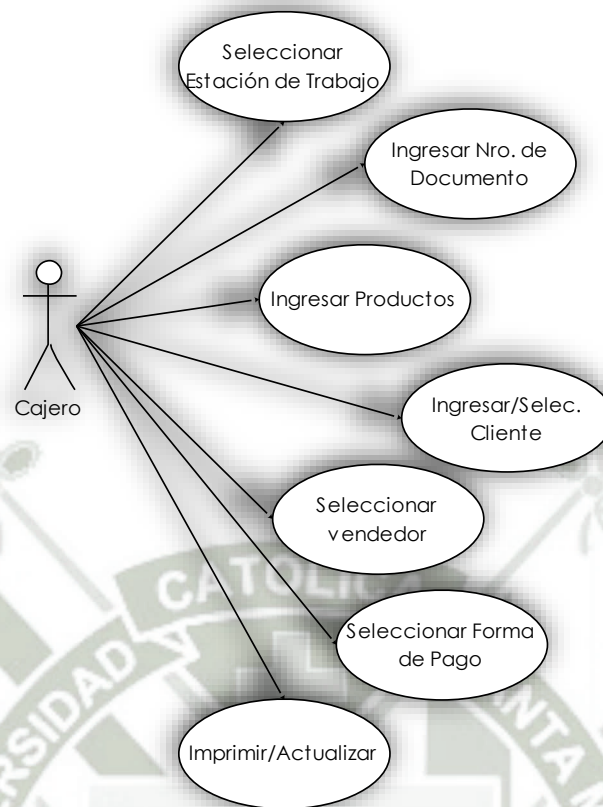 Seleccionar
Estación de Trabajo
Ingresar Nro. de
Documento
Ingresar Productos
Cajero
Ingresar/Selec.
Cliente
Seleccionar
vendedor
CATOLICA
Seleccionar Forma
de Pago
Imprimir/Actualizar